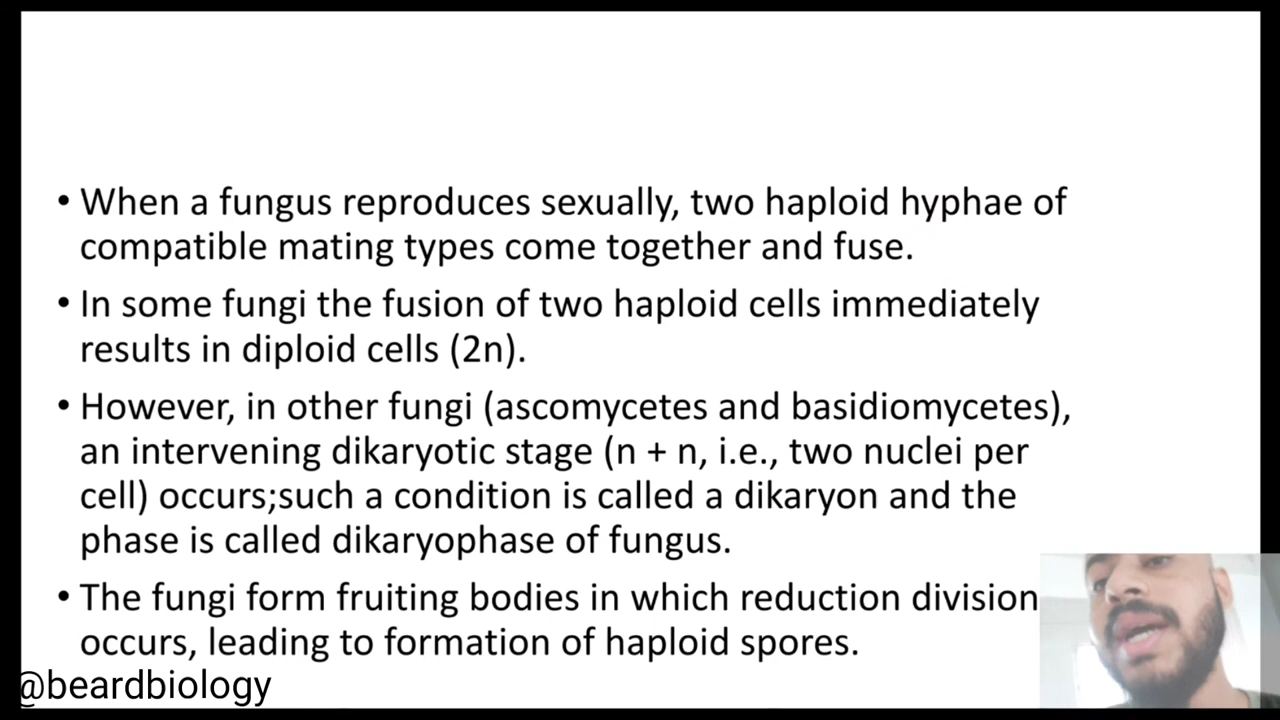 • When a fungus reproduces sexually, two haploid hyphae of
compatible mating types come together and fuse.
• In some fungi the fusion of two haploid cells immediately
results in diploid cells (2n).
• However, in other fungi (ascomycetes and basidiomycetes),
an intervening dikaryotic stage (n + n, i.e., two nuclei per
cell) occurs;such a condition is called a dikaryon and the
phase is called dikaryophase of fungus.
• The fungi form fruiting bodies in which reduction division
occurs, leading to formation of haploid spores.
@beardbiology